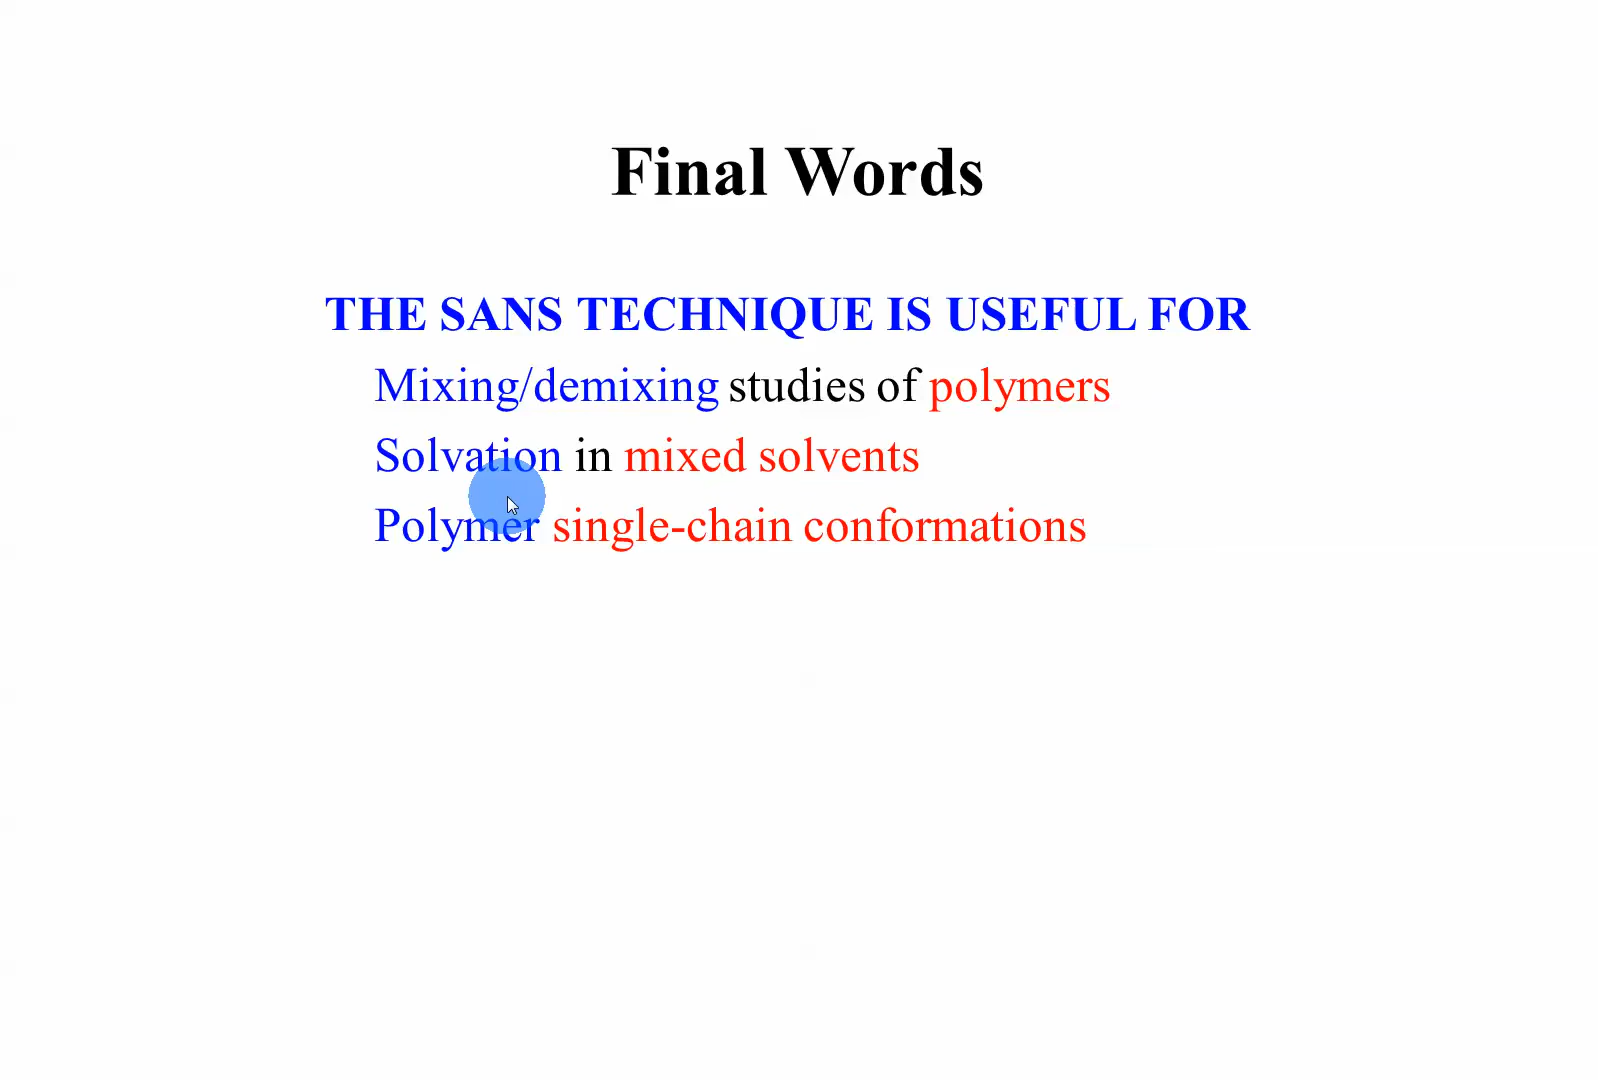 Final Words
THE SANS TECHNIQUE IS USEFUL FOR
Mixing/demixing studies of polymers
Solvation in mixed solvents
Polymer single-chain conformations